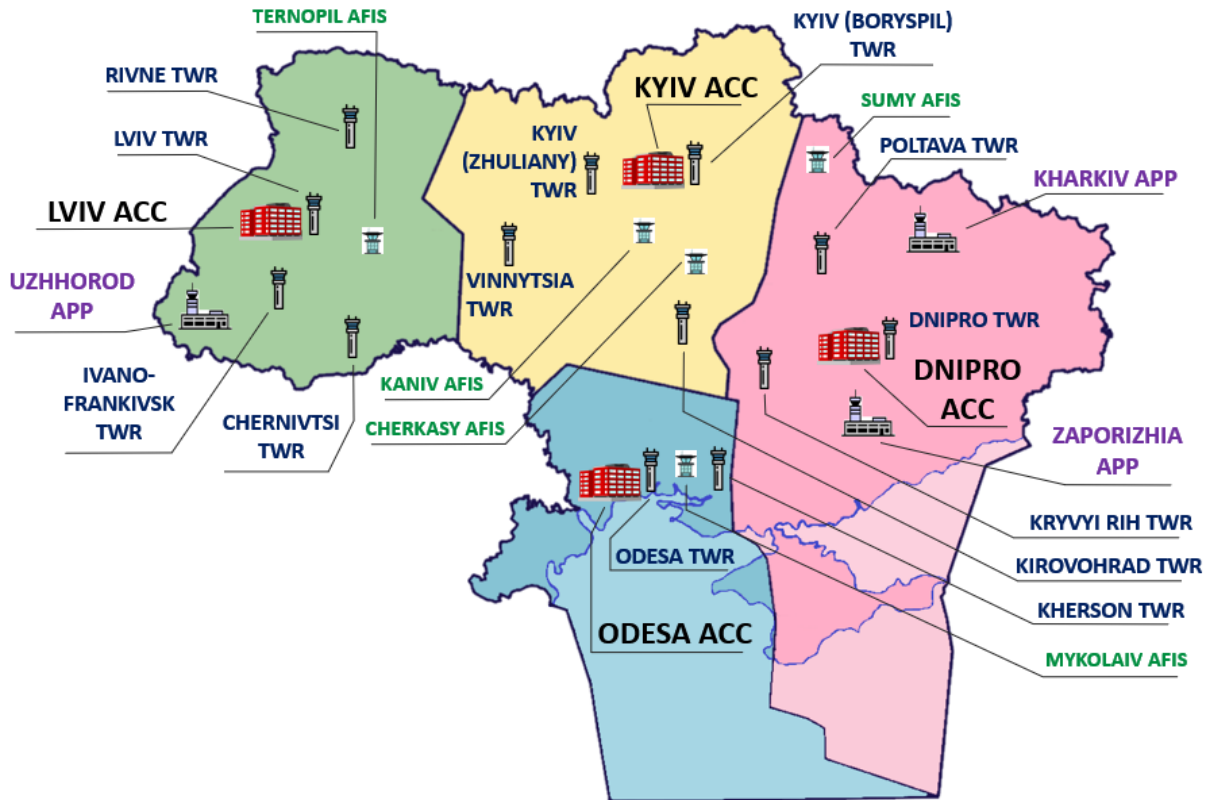 TERNOPIL AFIS
KYIV (BORYSPIL)
TWR
RIVNE TWR
KYIV ACC
SUMY AFIS
LVIV TWR
KYIV
(ZHULIANY)
TWR
POLTAVA TWR
KHARKIV APP
LVIV ACC
UZHHOROD
APP
VINNYTSIA
TWR
DNIPRO TWR
DNIPRO
ACC
IVANO-
FRANKIVSK
TWR
CHERNIVTSI
TWR
KANIV AFIS
CHERKASY AFIS
ZAPORIZHIA
APP
KRYVYI RIH TWR
ODESA TWR
KIROVOHRAD TWR
KHERSON TWR
ODESA ACC
MYKOLAIV AFIS